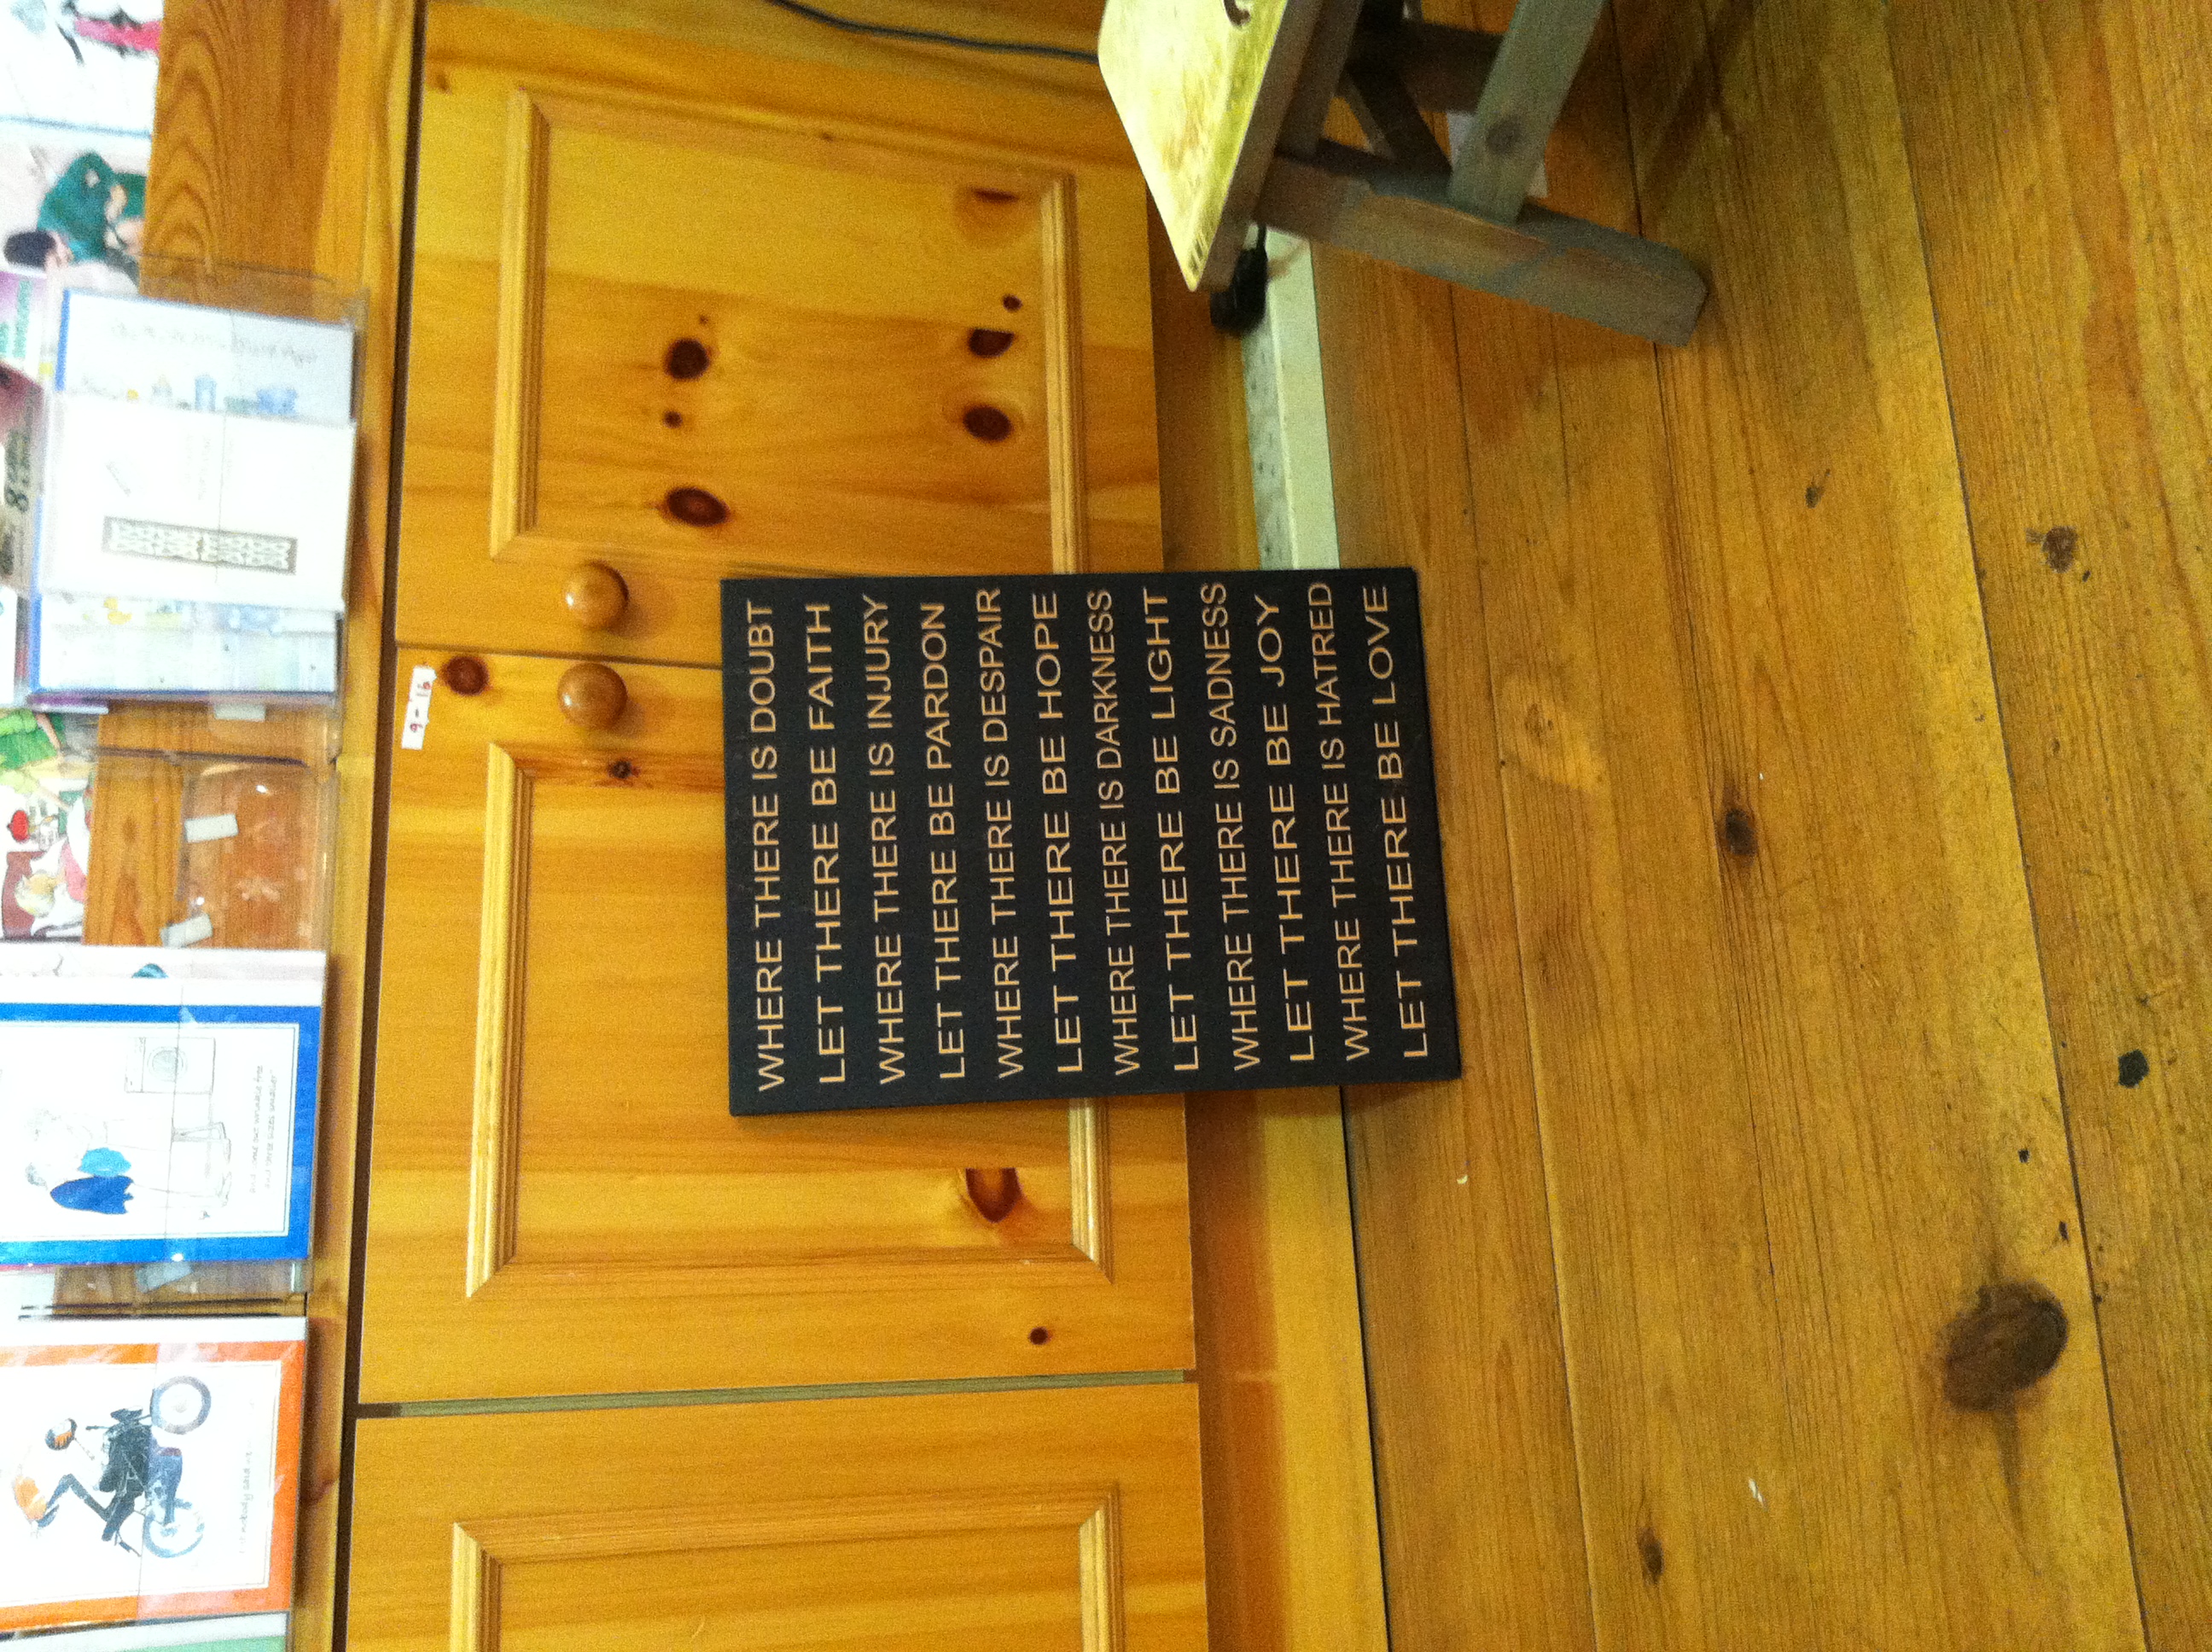 WHERE THERE IS DOUBT
LET THERE BE FAITH
WHERE THERE IS INJURY
LET THERE BE PARDON
WHERE THERE IS DESPAIR
LET THERE BE HOPE
WHERE THERE IS DARKNESS
LET THERE BE LIGHT
WHERE THERE IS SADNESS
LET THERE BE JOY
WHERE THERE IS HATRED
LET THERE BE LOVE
9-16